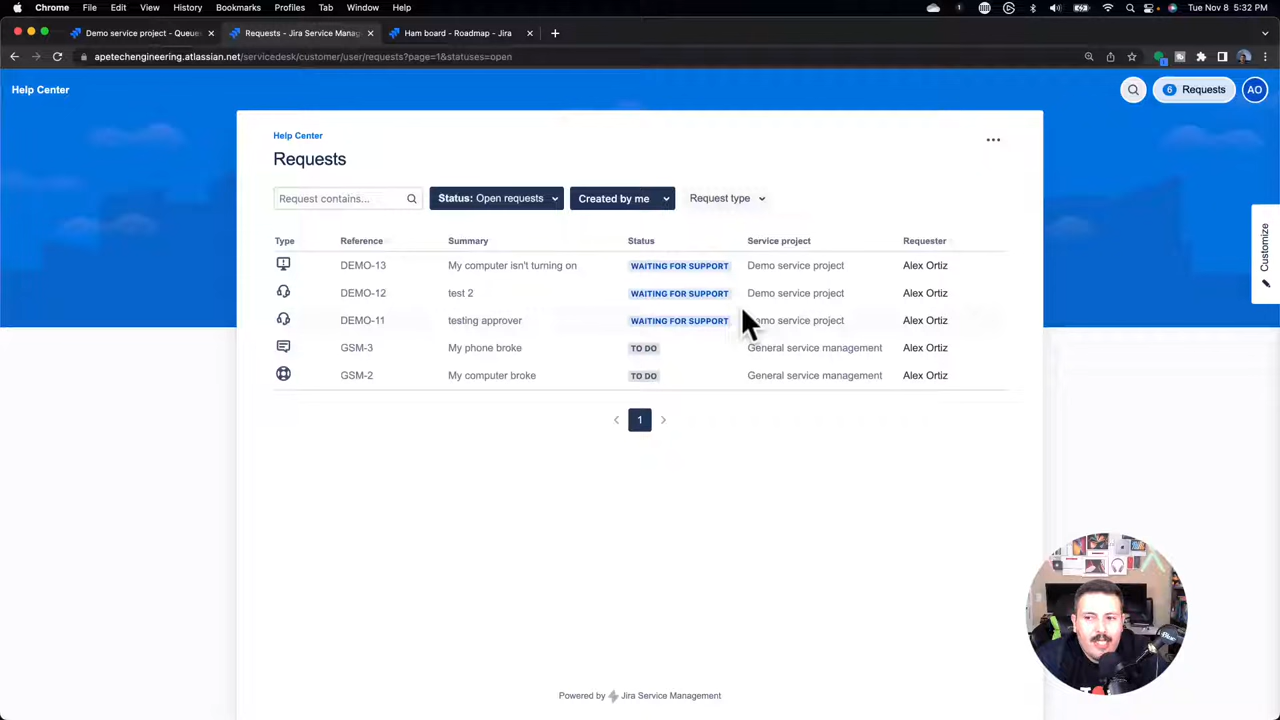 Chrome File Edit View History Bookmarks Profiles Tab Window Help Tue Nov 8 5:32 PM
Demo service project - Queue Requests - Jira Service Manag Ham board - Roadmap - Jira
apetechengineering.atlassian.net/servicedesk/customer/user/requests?page=1&statuses=open
Help Center 6 Requests AO
Help Center
Requests
Request contains... Status: Open requests Created by me Request type
Type Reference Summary Status Service project Requester
DEMO-13 My computer isn't turning on WAITING FOR SUPPORT Demo service project Alex Ortiz
DEMO-12 test 2 WAITING FOR SUPPORT Demo service project Alex Ortiz
DEMO-11 testing approver WAITING FOR SUPPORT mo service project Alex Ortiz
GSM-3 My phone broke TO DO General service management Alex Ortiz
GSM-2 My computer broke TO DO General service management Alex Ortiz
1
Customize
Powered by Jira Service Management